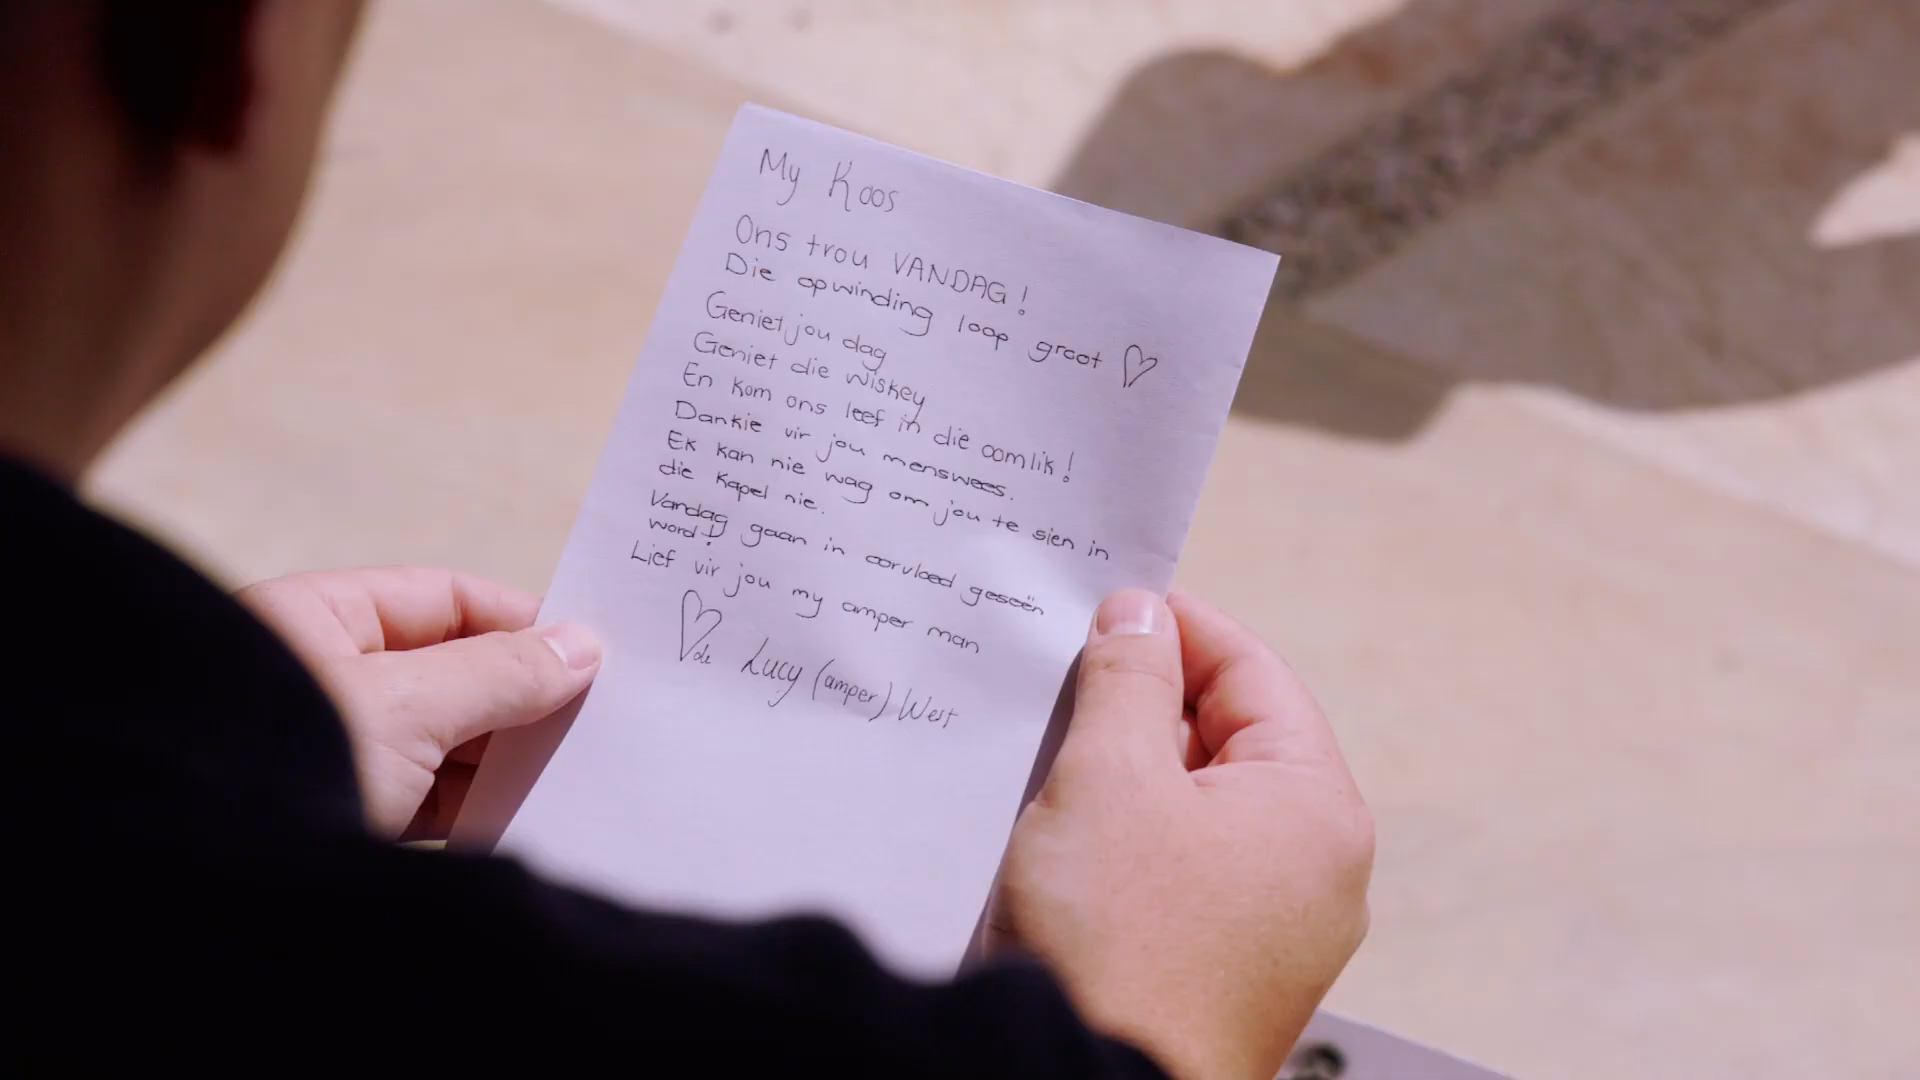 My Koos
Ons trou VANDAG!
Die opwinding loop groot ♡
Geniet jou dag
Geniet die wiskey
En kom ons leef in die oomlik!
Dankie vir jou menswees.
Ek kan nie wag om jou te sien in
die kapel nie.
Vandag gaan in oorvloed geseën
word!
Lief vir jou my amper man
♡ de Lucy (amper) West